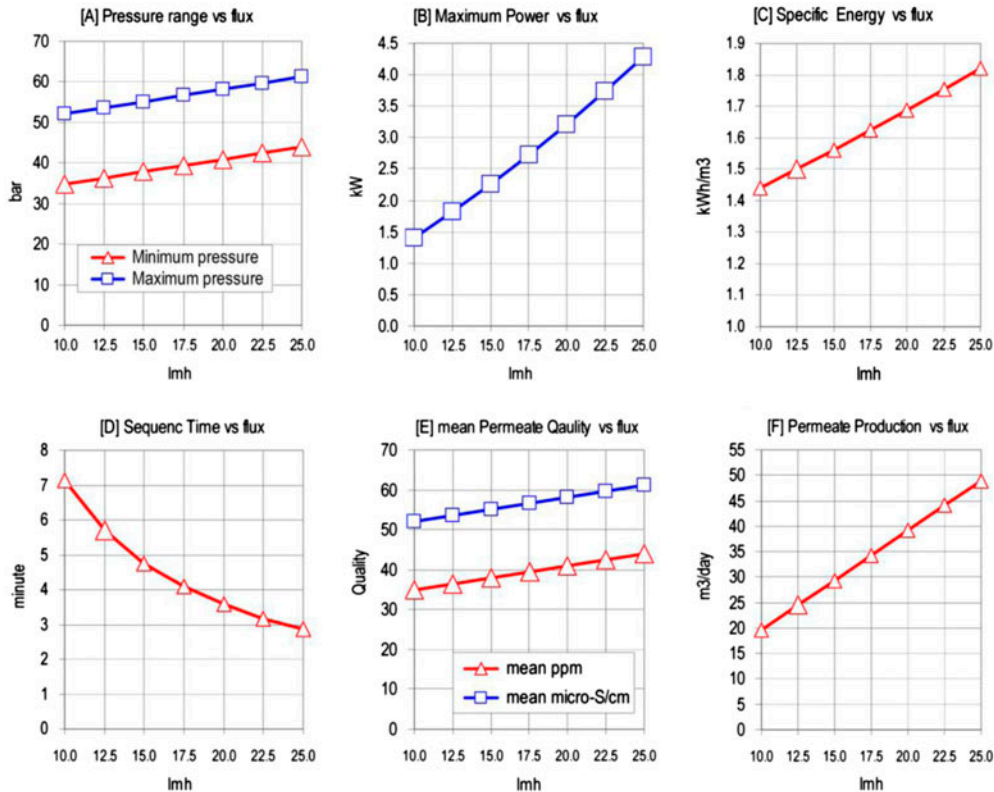 [A] Pressure range vs flux
70
60
50
40
30
20
10
0
bar
Minimum pressure
Maximum pressure
10.0 12.5 15.0 17.5 20.0 22.5 25.0
lmh
[B] Maximum Power vs flux
4.5
4.0
3.5
3.0
2.5
2.0
1.5
1.0
0.5
0.0
kW
10.0 12.5 15.0 17.5 20.0 22.5 25.0
lmh
[C] Specific Energy vs flux
1.9
1.8
1.7
1.6
1.5
1.4
1.3
1.2
1.1
1.0
kWh/m3
10.0 12.5 15.0 17.5 20.0 22.5 25.0
lmh
[D] Sequenc Time vs flux
8
7
6
5
4
3
2
1
0
minute
10.0 12.5 15.0 17.5 20.0 22.5 25.0
lmh
[E] mean Permeate Qaulity vs flux
70
60
50
40
30
20
10
0
Quality
mean ppm
mean micro-S/cm
10.0 12.5 15.0 17.5 20.0 22.5 25.0
lmh
[F] Permeate Production vs flux
55
50
45
40
35
30
25
20
15
10
5
0
m3/day
10.0 12.5 15.0 17.5 20.0 22.5 25.0
lmh